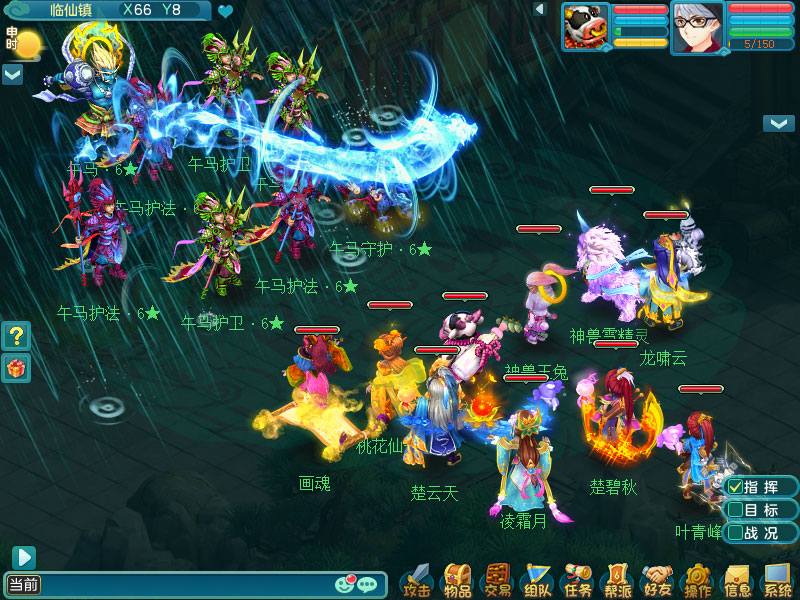 临仙镇 X66 Y8
申时
5/150
午马·6★
午马护卫
午马
午马护法·6
午马守护·6★
午马护法·6★
午马护法·6★
午马护卫·6★
神兽雪精灵
龙啸云
神兽玉兔
桃花仙
画魂
楚云天
楚碧秋
凌霜月
叶青峰
指挥
目标
战况
?
当前
攻击 物品 交易 组队 任务 帮派 好友 操作 信息 系统